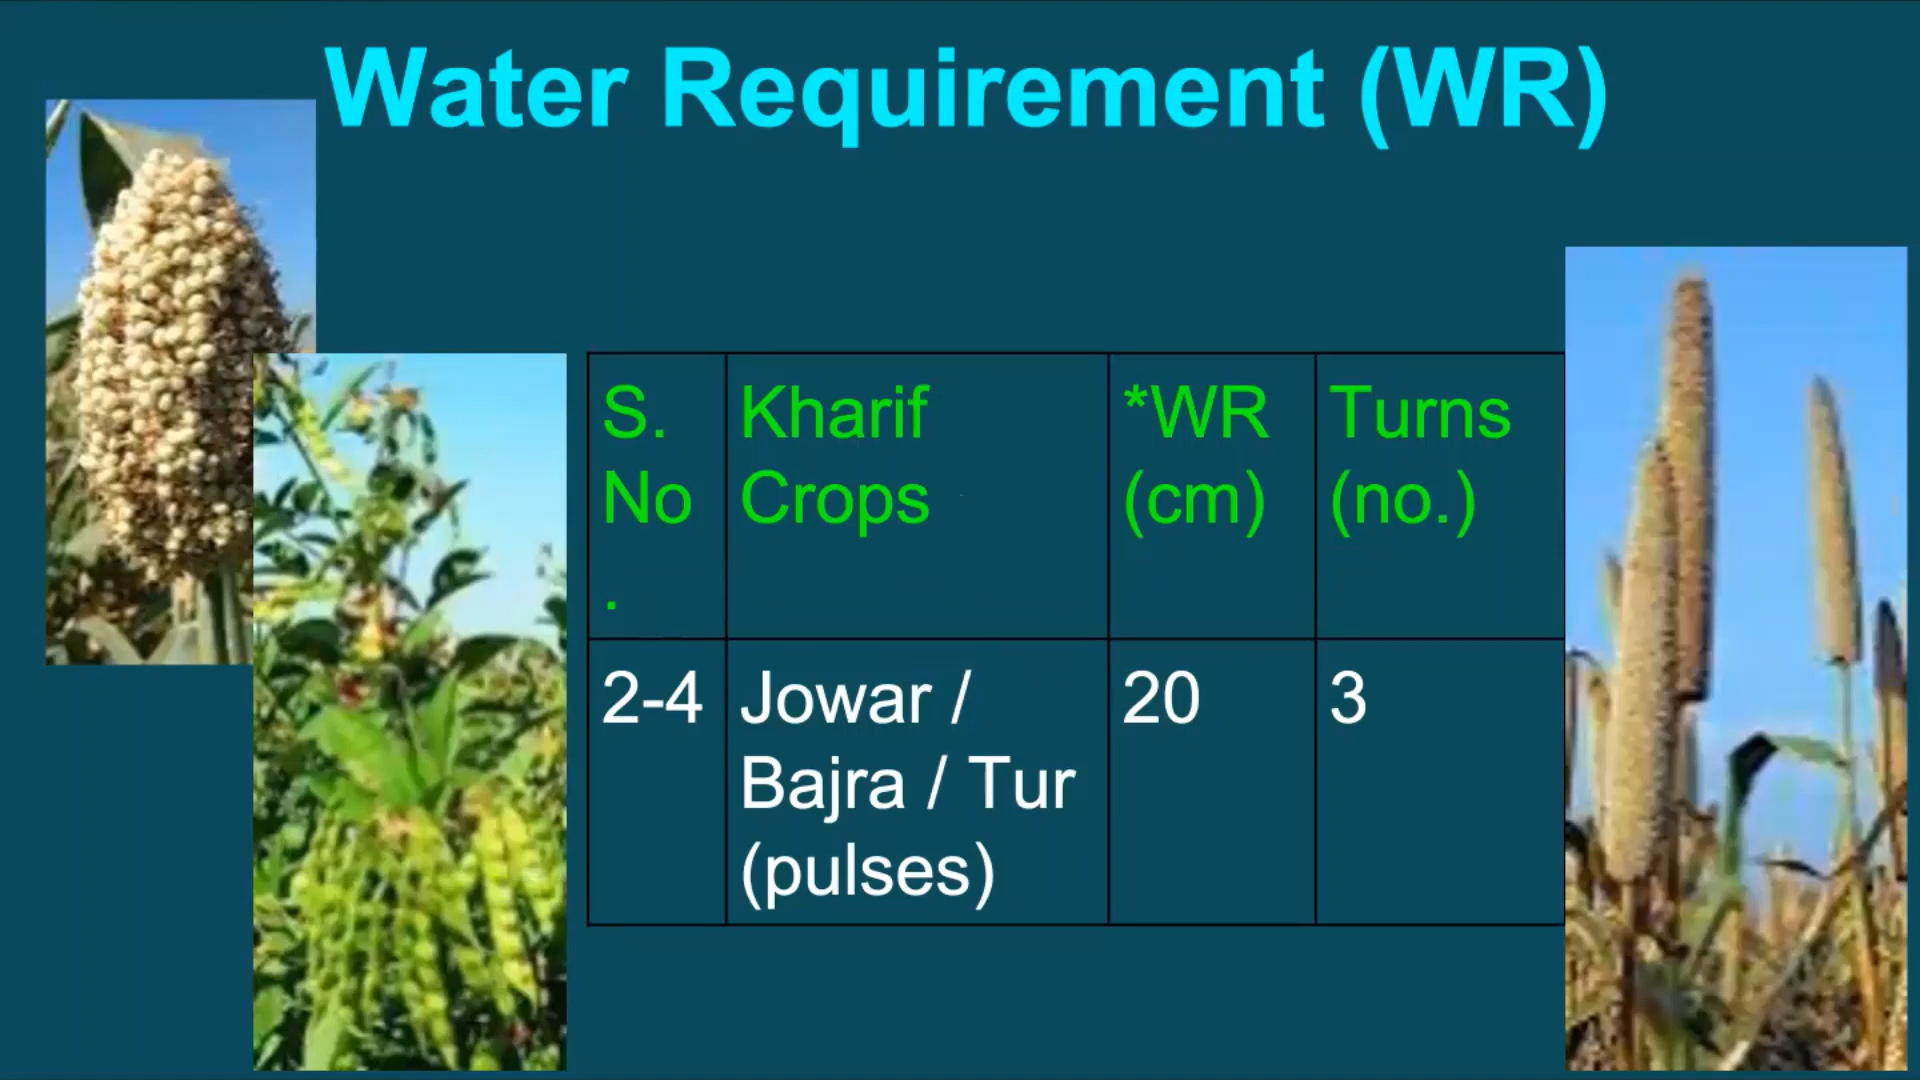 Water Requirement (WR)
S. No .
Kharif Crops
*WR (cm)
Turns (no.)
2-4
Jowar /
Bajra / Tur
(pulses)
20
3